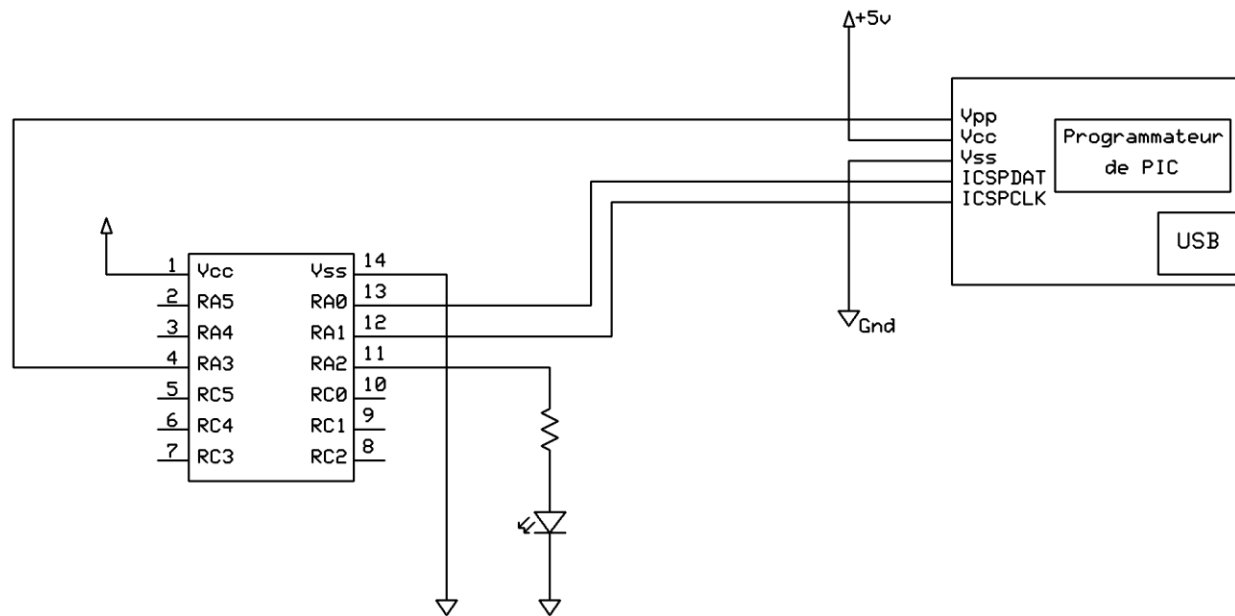 +5v
Vpp
Vcc
Vss
ICSPDAT
ICSPCLK
Programmateur
de PIC
USB
Gnd
1 Vcc Vss 14
2 RA5 RA0 13
3 RA4 RA1 12
4 RA3 RA2 11
5 RC5 RC0 10
6 RC4 RC1 9
7 RC3 RC2 8